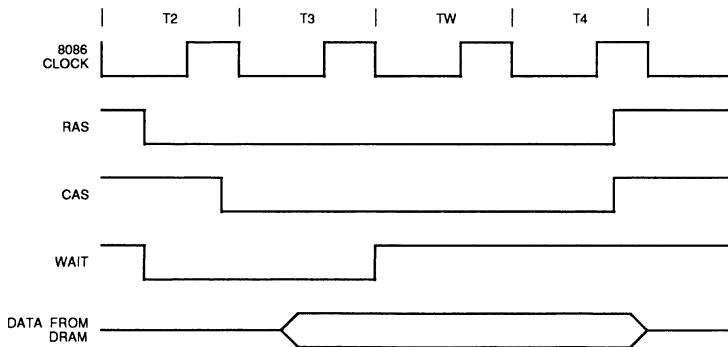 T2 T3 TW T4
8086
CLOCK
RAS
CAS
WAIT
DATA FROM
DRAM